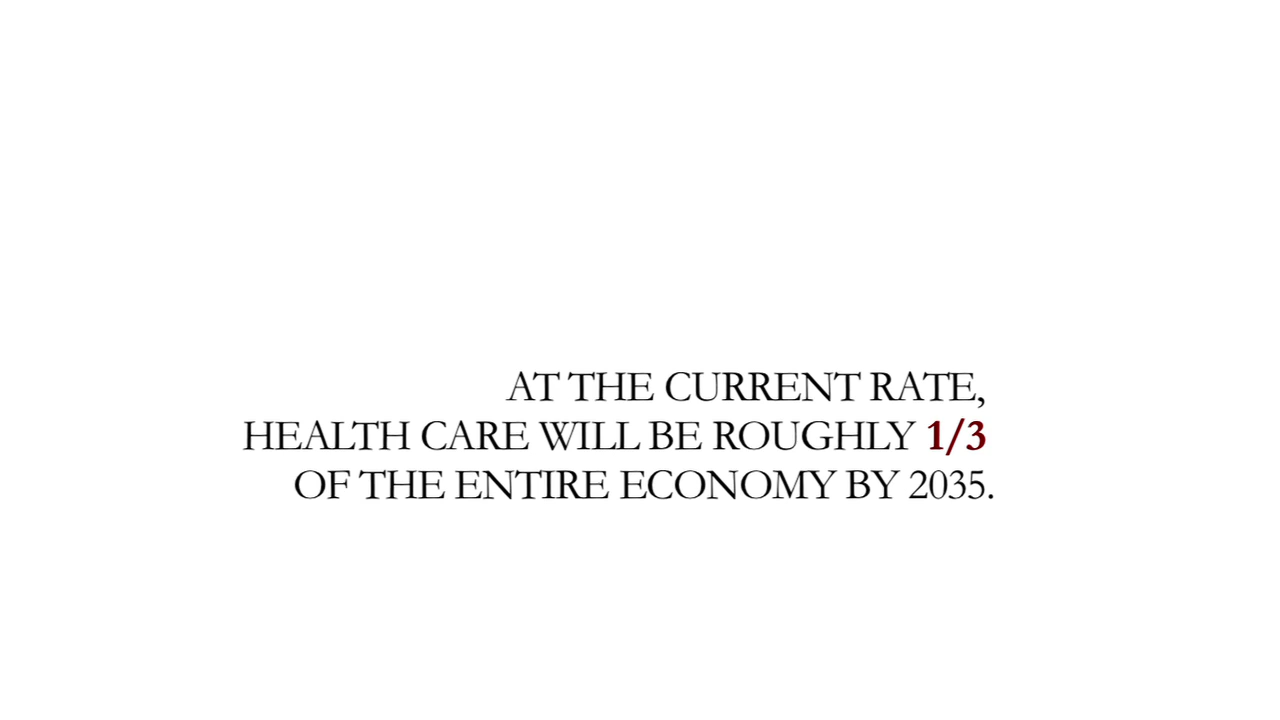 AT THE CURRENT RATE,
HEALTH CARE WILL BE ROUGHLY 1/3
OF THE ENTIRE ECONOMY BY 2035.